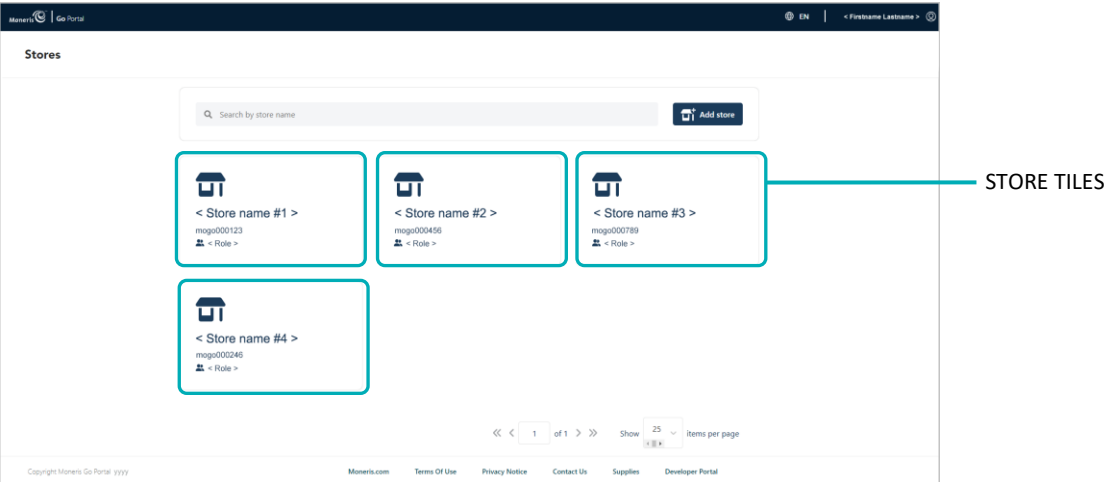 Moneris Go Portal
EN
< Firstname Lastname >
Stores
Search by store name
Add store
STORE TILES
< Store name #1 >
mogo000123
< Role >
< Store name #2 >
mogo000456
< Role >
< Store name #3 >
mogo000789
< Role >
< Store name #4 >
mogo000246
< Role >
1 of 1 Show 25 items per page
Copyright Moneris Go Portal yyyy
Moneris.com Terms Of Use Privacy Notice Contact Us Supplies Developer Portal